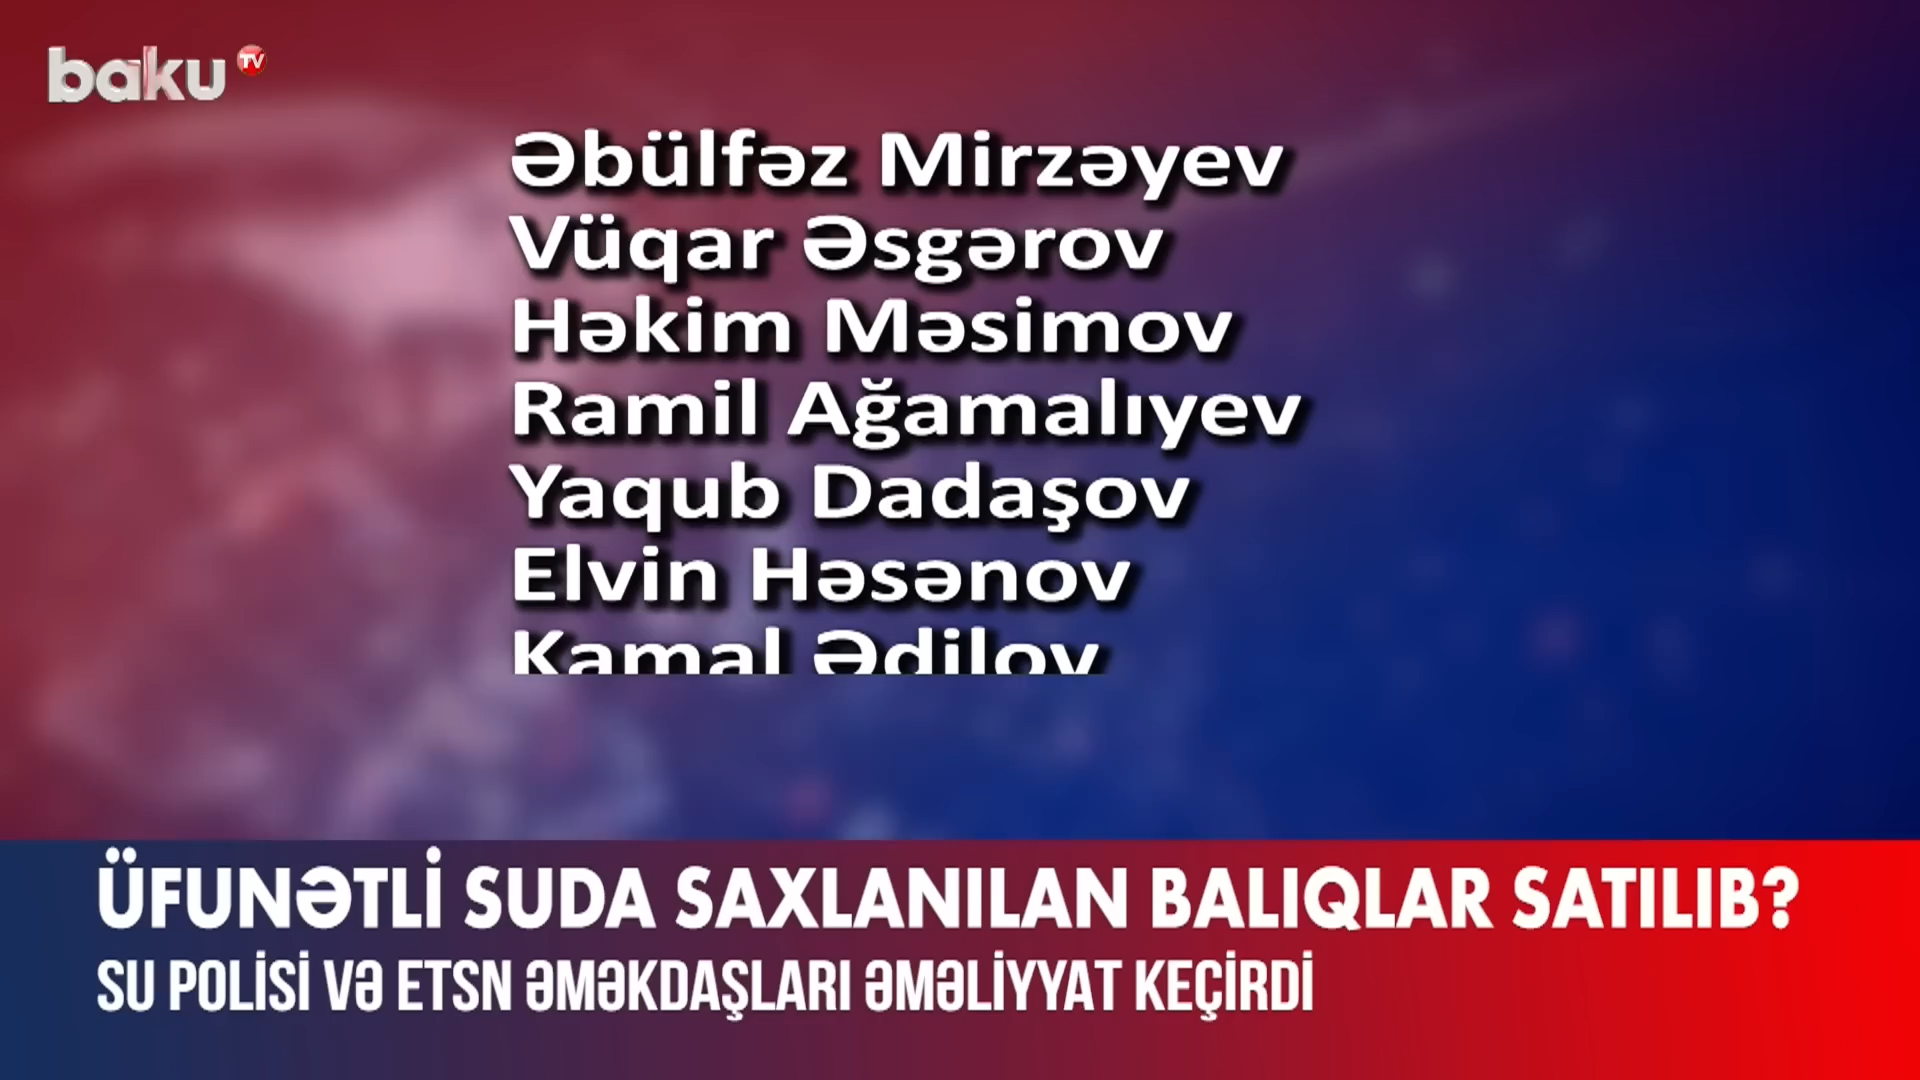 baku TV
Əbülfəz Mirzəyev
Vüqar Əsgərov
Həkim Məsimov
Ramil Ağamalıyev
Yaqub Dadaşov
Elvin Həsənov
Kamal Ədilov
ÜFUNƏTLİ SUDA SAXLANILAN BALIQLAR SATILIB?
SU POLİSİ VƏ ETSN ƏMƏKDAŞLARI ƏMƏLİYYAT KEÇİRDİ